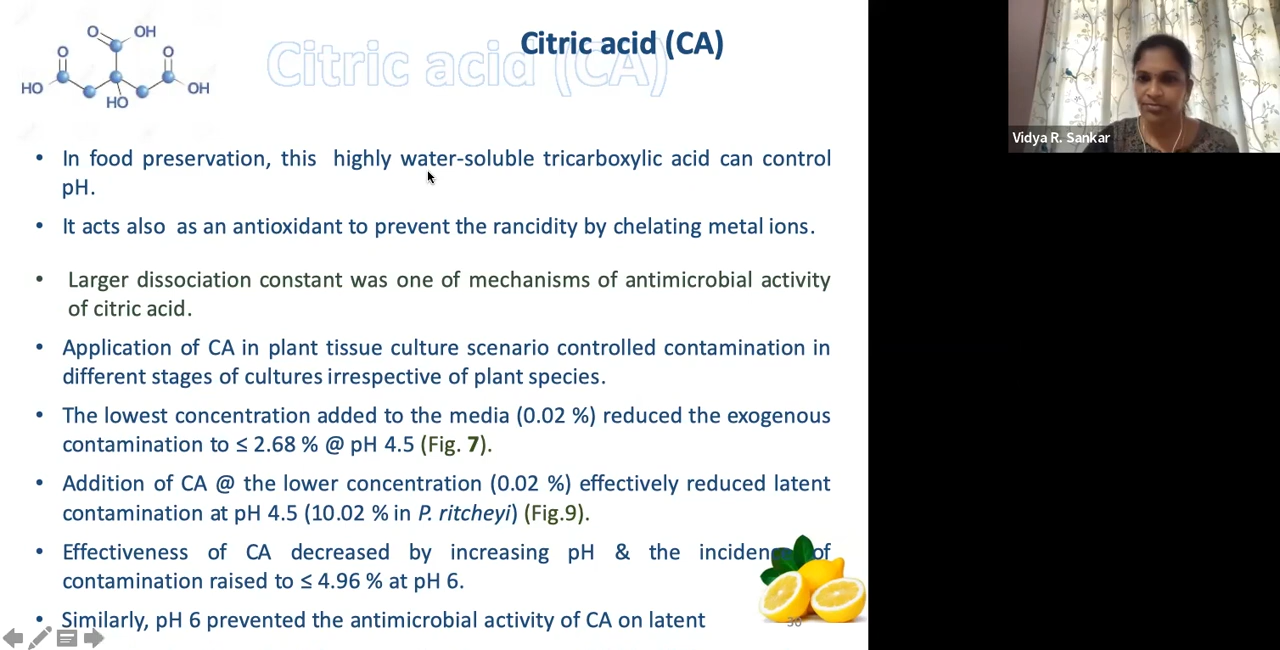 O
OH
O
O
HO
HO
OH
Citric acid (CA)
Citric acid (CA)
Vidya R. Sankar
• In food preservation, this highly water-soluble tricarboxylic acid can control
pH.
• It acts also as an antioxidant to prevent the rancidity by chelating metal ions.
• Larger dissociation constant was one of mechanisms of antimicrobial activity
of citric acid.
• Application of CA in plant tissue culture scenario controlled contamination in
different stages of cultures irrespective of plant species.
• The lowest concentration added to the media (0.02 %) reduced the exogenous
contamination to ≤ 2.68 % @ pH 4.5 (Fig. 7).
• Addition of CA @ the lower concentration (0.02 %) effectively reduced latent
contamination at pH 4.5 (10.02 % in P. ritcheyi) (Fig.9).
• Effectiveness of CA decreased by increasing pH & the incidence of
contamination raised to ≤ 4.96 % at pH 6.
• Similarly, pH 6 prevented the antimicrobial activity of CA on latent